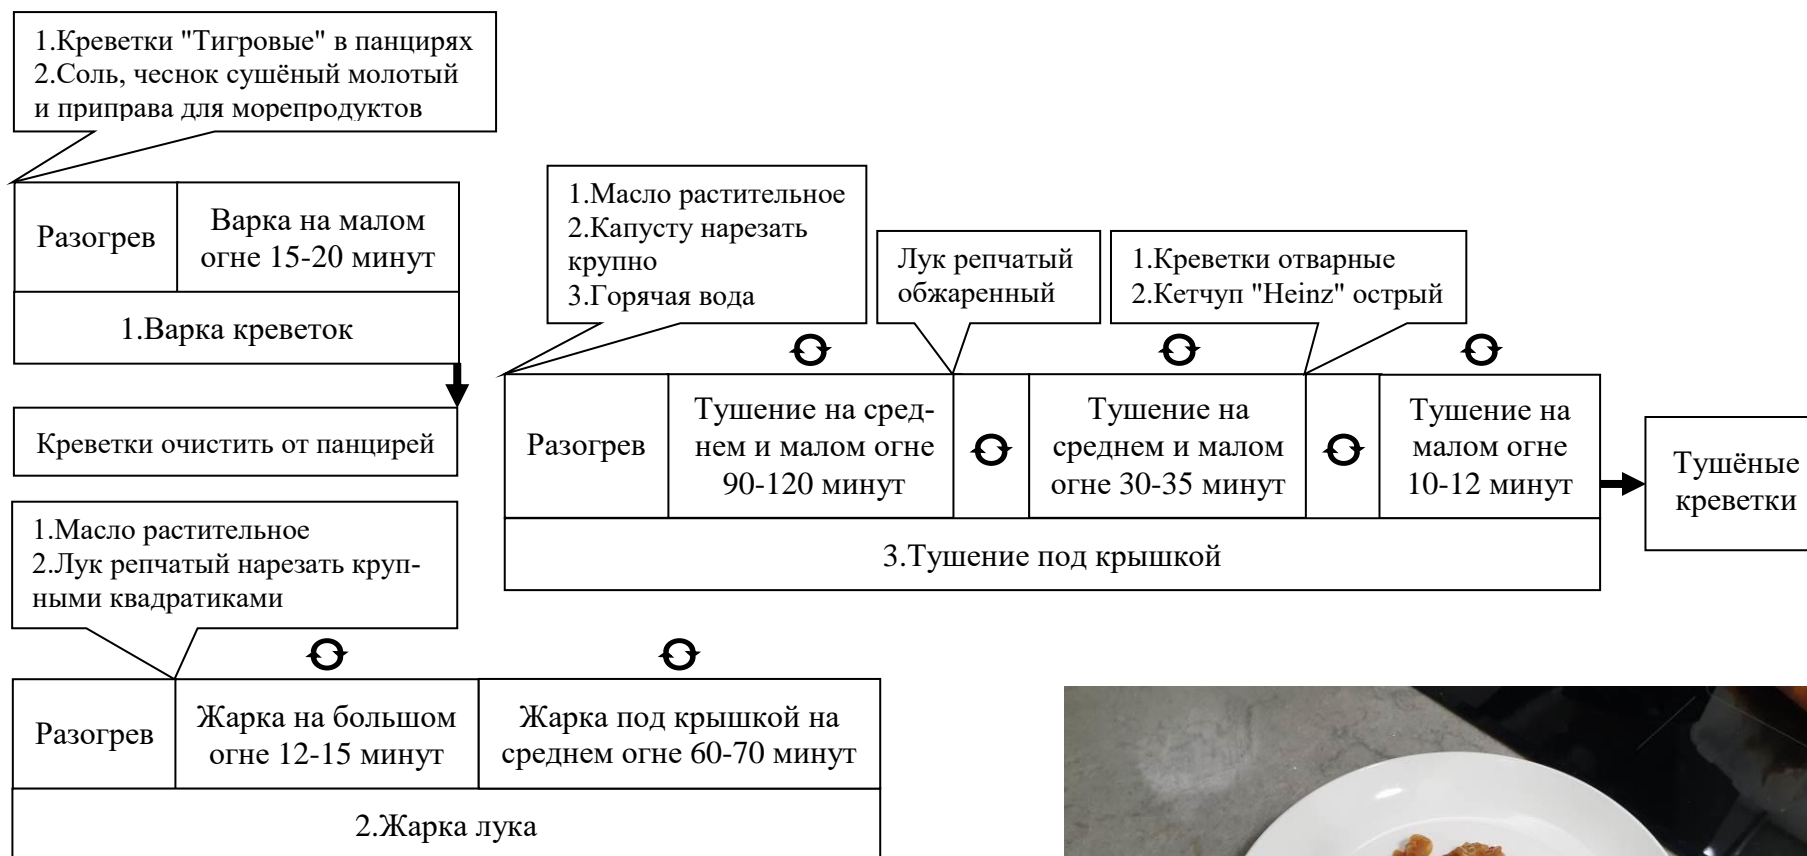 1.Креветки "Тигровые" в панцирях
2.Соль, чеснок сушёный молотый
и приправа для морепродуктов
Разогрев
Варка на малом
огне 15-20 минут
1.Варка креветок
Креветки очистить от панцирей
1.Масло растительное
2.Лук репчатый нарезать круп-
ными квадратиками
Разогрев
Жарка на большом
огне 12-15 минут
Жарка под крышкой на
среднем огне 60-70 минут
2.Жарка лука
1.Масло растительное
2.Капусту нарезать
крупно
3.Горячая вода
Лук репчатый
обжаренный
1.Креветки отварные
2.Кетчуп "Heinz" острый
Разогрев
Тушение на сред-
нем и малом огне
90-120 минут
Тушение на
среднем и малом
огне 30-35 минут
Тушение на
малом огне
10-12 минут
3.Тушение под крышкой
Тушёные
креветки